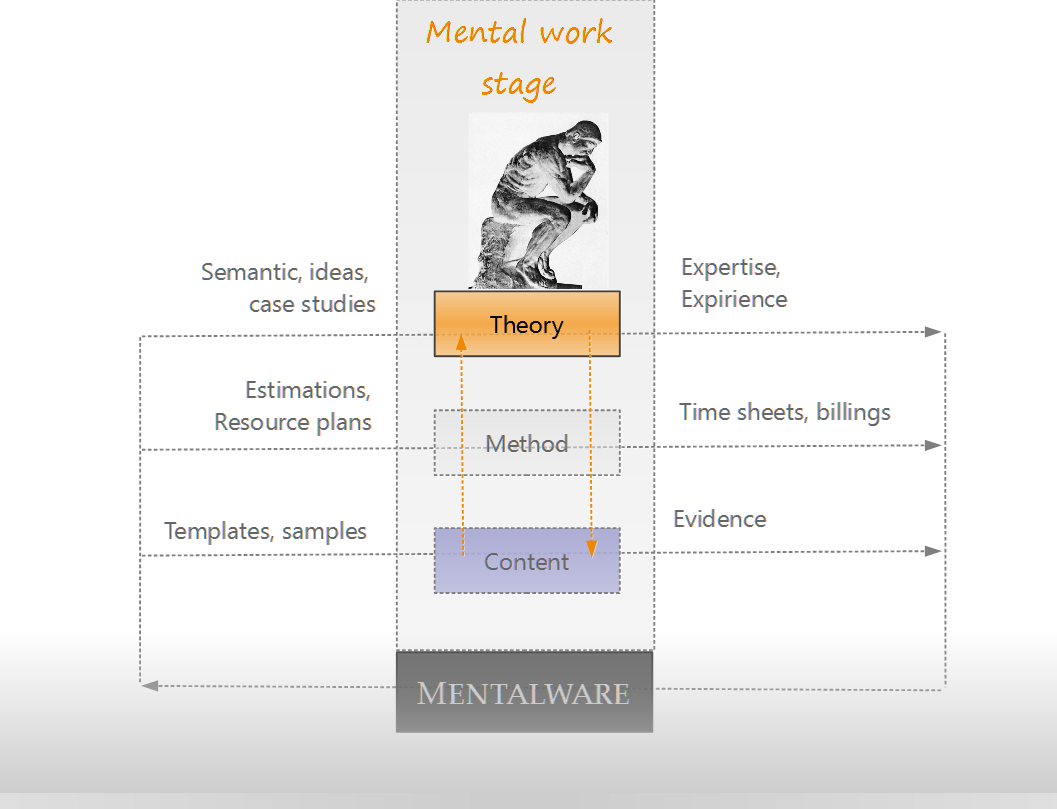 Mental work
stage
Semantic, ideas,
case studies
Expertise,
Expirience
Theory
Estimations,
Resource plans
Time sheets, billings
Method
Templates, samples
Evidence
Content
MENTALWARE